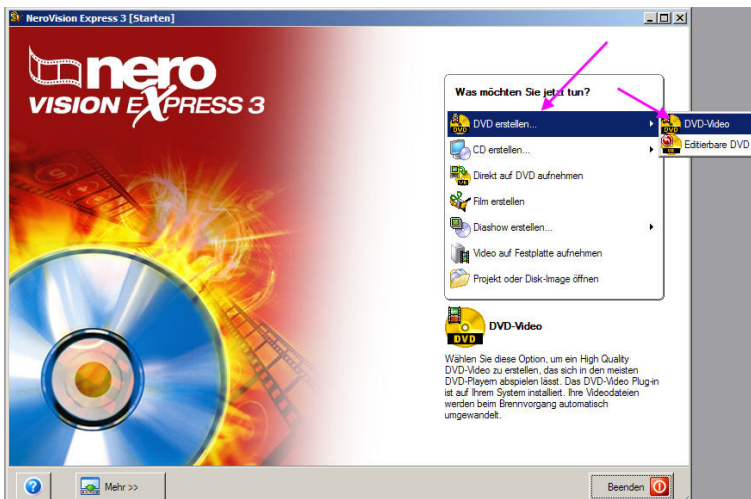 NeroVision Express 3 [Starten]
nero
VISION EXPRESS 3
Was möchten Sie jetzt tun?
DVD erstellen...
DVD-Video
Editierbare DVD
CD erstellen...
Direkt auf DVD aufnehmen
Film erstellen
Diashow erstellen...
Video auf Festplatte aufnehmen
Projekt oder Disk-Image öffnen
DVD
DVD-Video
Wählen Sie diese Option, um ein High Quality
DVD-Video zu erstellen, das sich in den meisten
DVD-Playern abspielen lässt. Das DVD-Video Plug-in
ist auf Ihrem System installiert. Ihre Videodateien
werden beim Brennvorgang automatisch
umgewandelt.
Mehr >>
Beenden